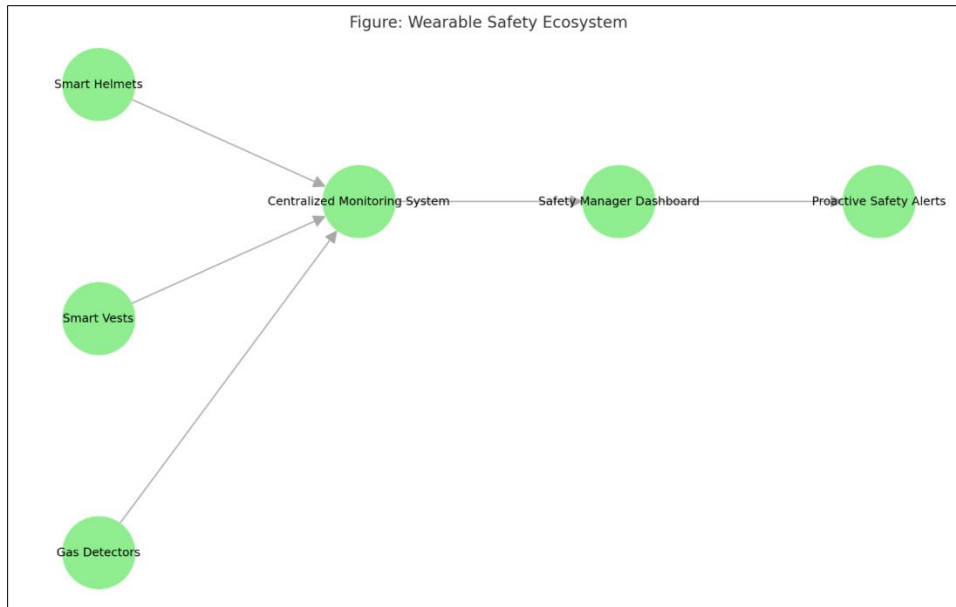 Figure: Wearable Safety Ecosystem
Smart Helmets
Centralized Monitoring System
Safety Manager Dashboard
Proactive Safety Alerts
Smart Vests
Gas Detectors